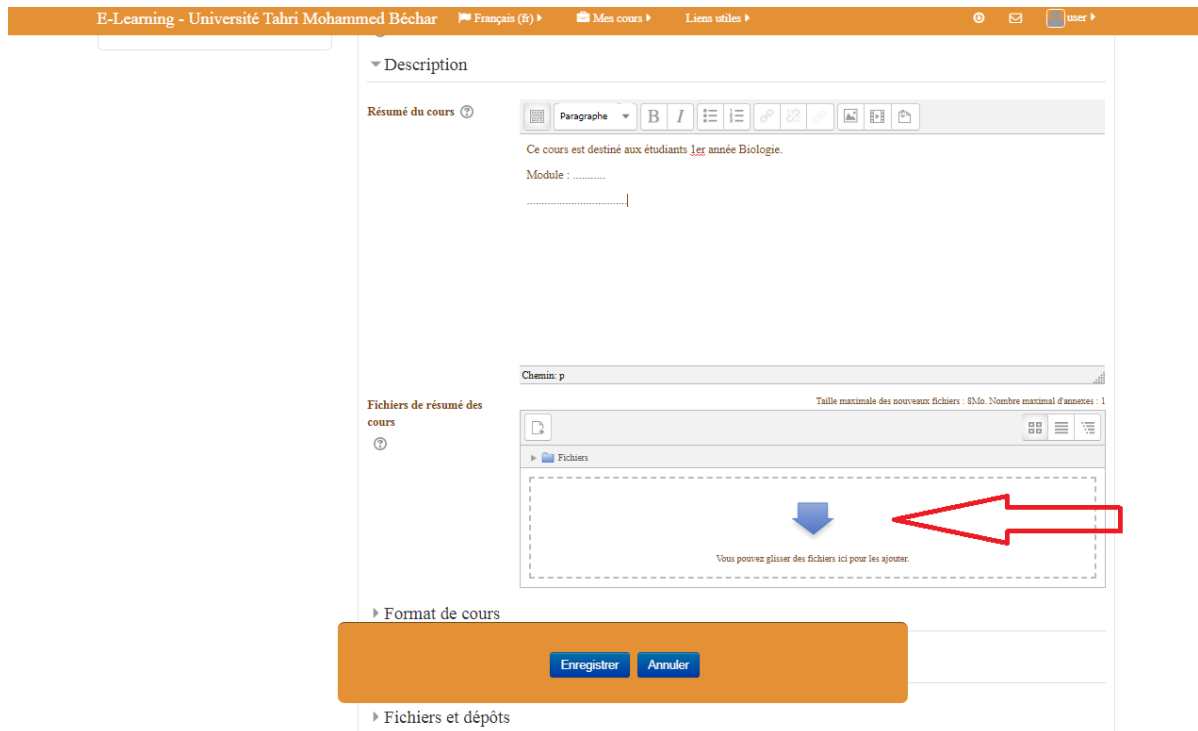 E-Learning - Université Tahri Mohammed Béchar Français (fr) Mes cours Liens utiles user
Description
Résumé du cours
Paragraphe B I
Ce cours est destiné aux étudiants 1er année Biologie.
Module : ...........
.................................
Chemin: p
Taille maximale des nouveaux fichiers : 8Mo. Nombre maximal d'annexes : 1
Fichiers de résumé des
cours
Fichiers
Vous pouvez glisser des fichiers ici pour les ajouter.
Format de cours
Enregistrer Annuler
Fichiers et dépôts